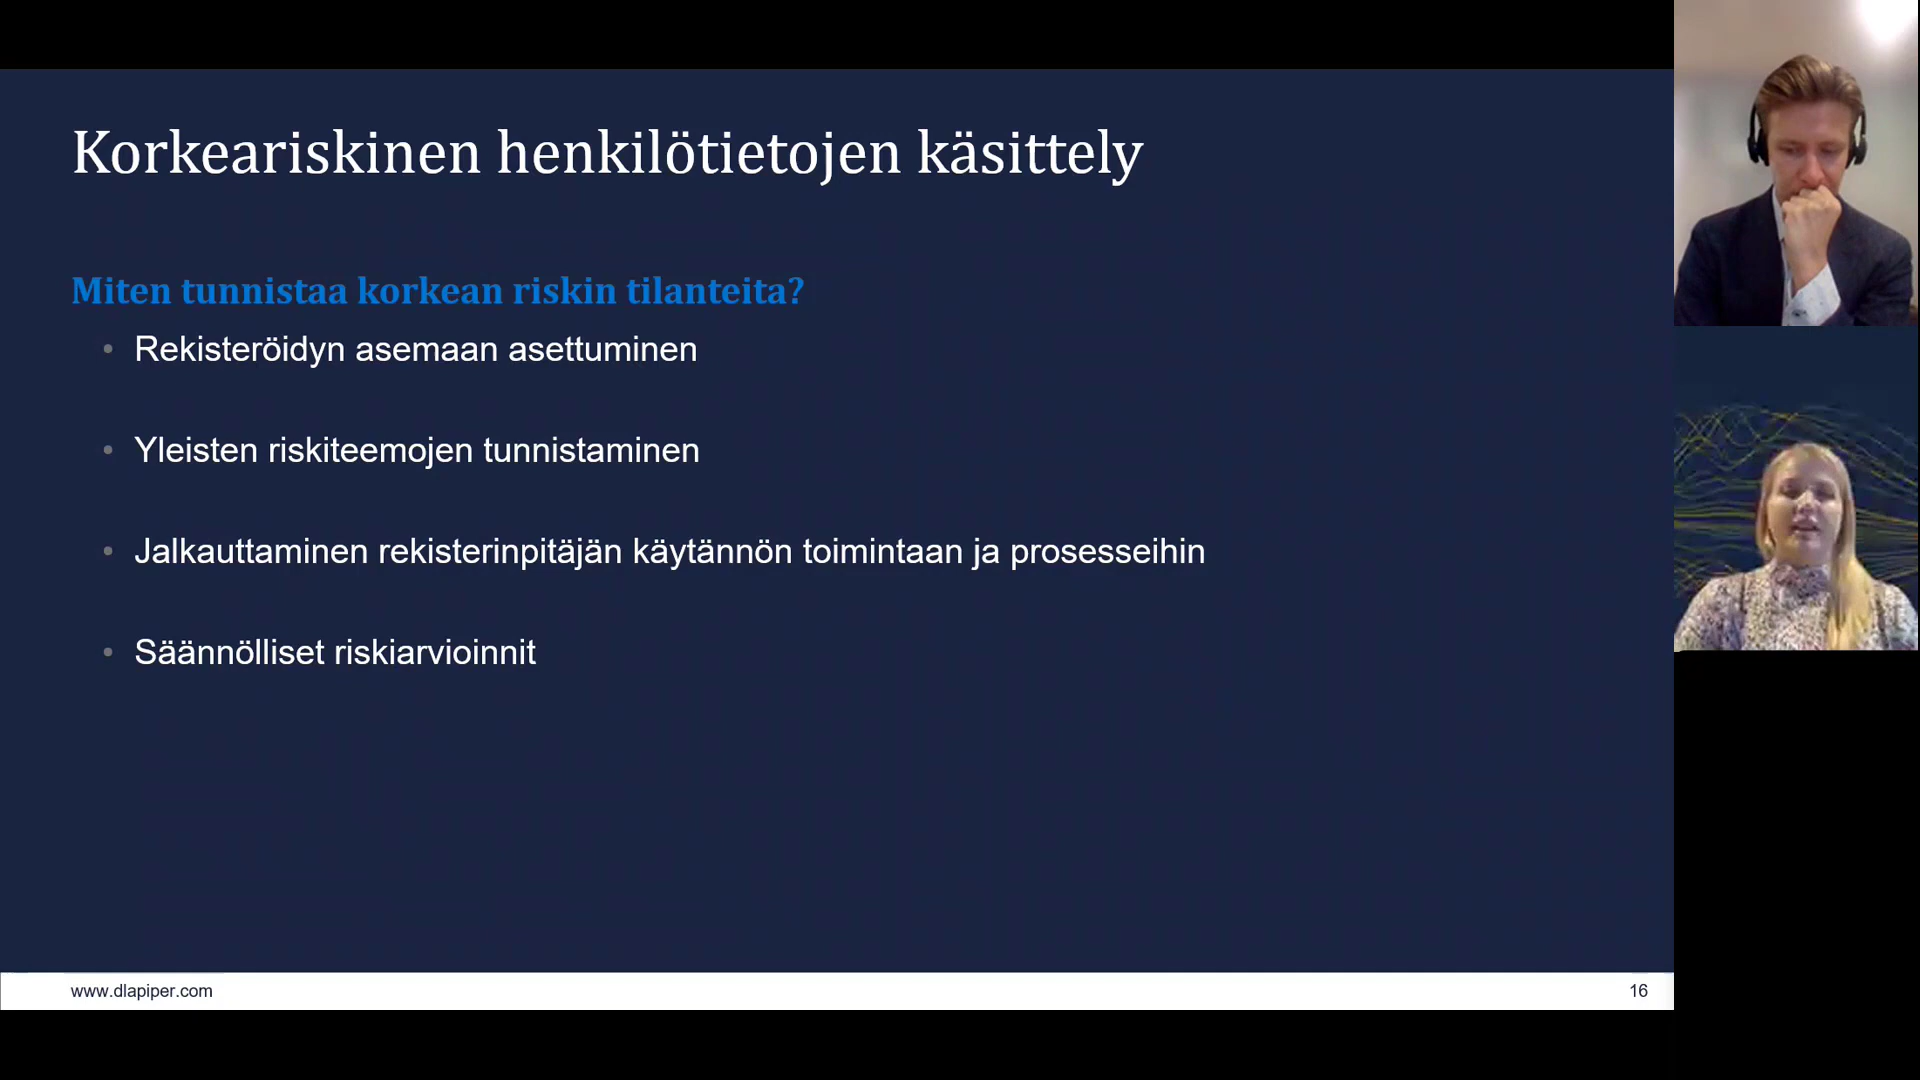 Korkeariskinen henkilötietojen käsittely
Miten tunnistaa korkean riskin tilanteita?
• Rekisteröidyn asemaan asettuminen
• Yleisten riskiteemojen tunnistaminen
• Jalkauttaminen rekisterinpitäjän käytännön toimintaan ja prosesseihin
• Säännölliset riskiarvioinnit
www.dlapiper.com
16